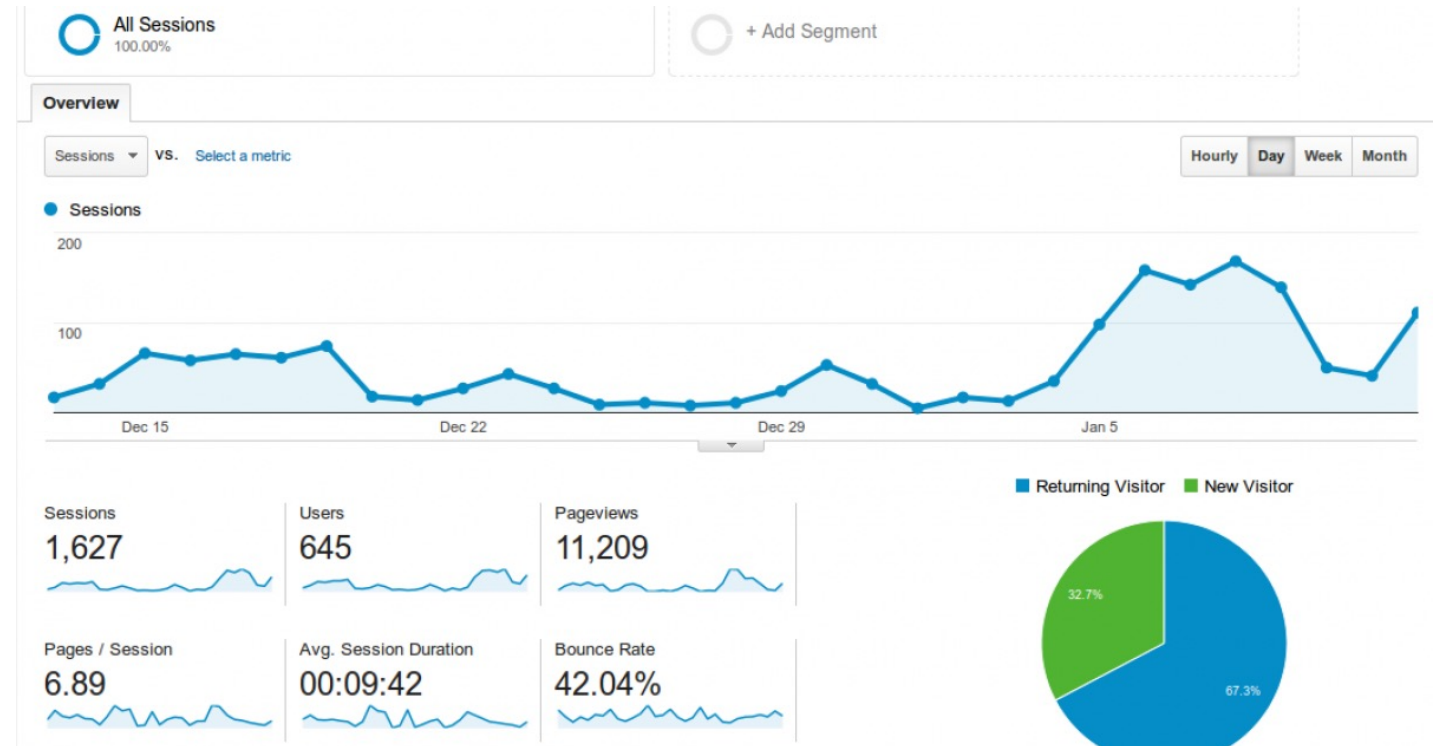 All Sessions
100.00%
+ Add Segment
Overview
Sessions VS. Select a metric
Hourly Day Week Month
Sessions
200
100
Dec 15 Dec 22 Dec 29 Jan 5
Returning Visitor New Visitor
Sessions Users Pageviews
1,627 645 11,209
32.7%
Pages / Session Avg. Session Duration Bounce Rate
6.89 00:09:42 42.04%
67.3%